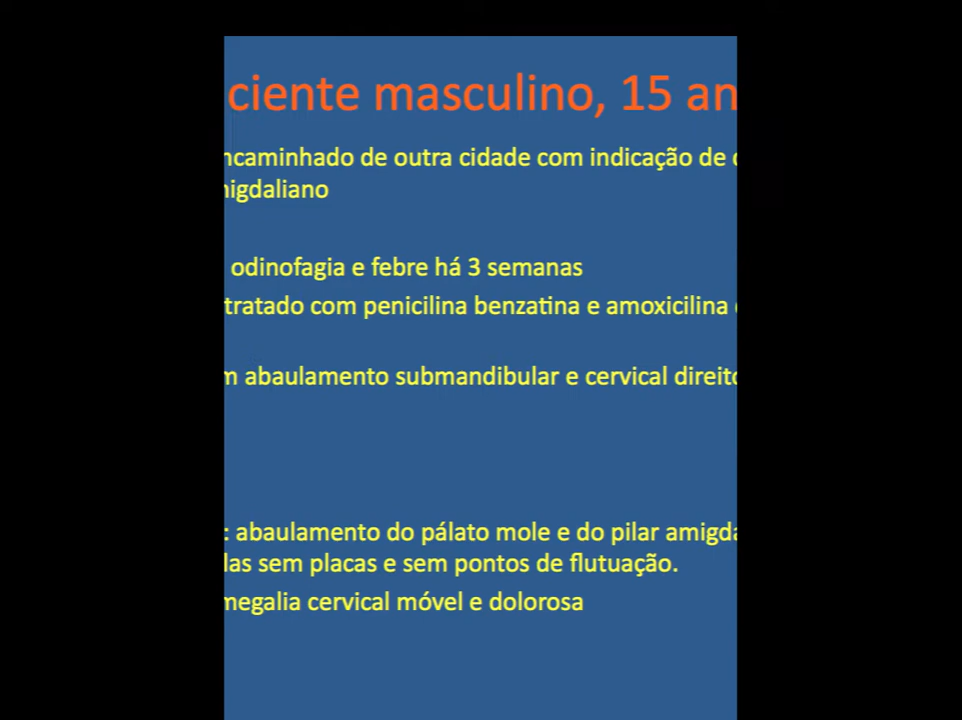 ciente masculino, 15 an
ncaminhado de outra cidade com indicação de
nigdaliano
odinofagia e febre há 3 semanas
tratado com penicilina benzatina e amoxicilina
m abaulamento submandibular e cervical direito
: abaulamento do pálato mole e do pilar amigda
las sem placas e sem pontos de flutuação.
megalia cervical móvel e dolorosa